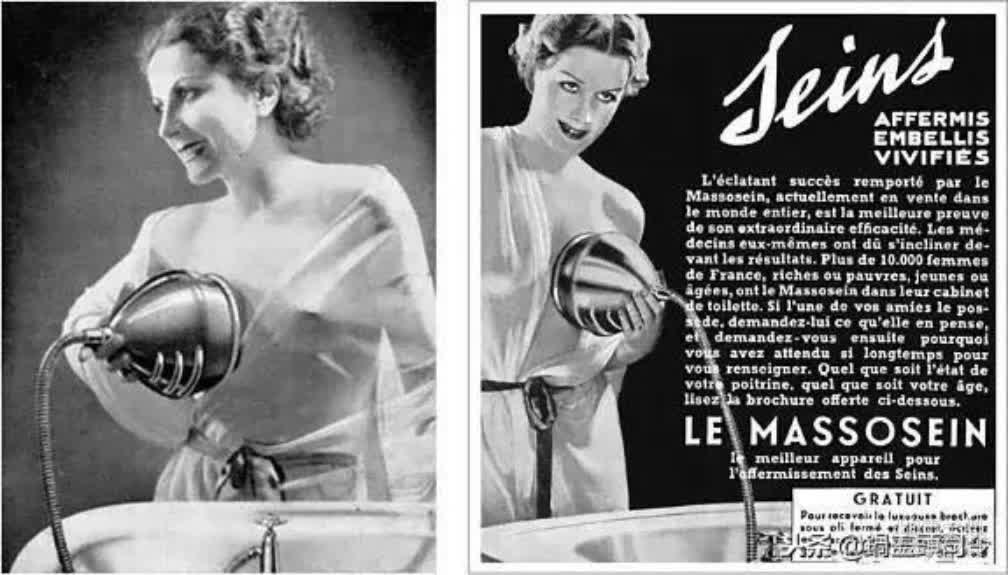 Seins
AFFERMIS
EMBELLIS
VIVIFIÉS
L'éclatant succès remporté par le
Massosein, actuellement en vente dans
le monde entier, est la meilleure preuve
de son extraordinaire efficacité. Les mé-
decins eux-mêmes ont dû s'incliner de-
vant les résultats. Plus de 10.000 femmes
de France, riches ou pauvres, jeunes ou
âgées, ont le Massosein dans leur cabinet
de toilette. Si l'une de vos amies le pos-
sède, demandez-lui ce qu'elle en pense,
et demandez-vous ensuite pourquoi
vous avez attendu si longtemps pour
vous renseigner. Quel que soit l'état de
votre poitrine, quel que soit votre âge,
lisez la brochure offerte ci-dessous.
LE MASSOSEIN
le meilleur appareil pour
l'affermissement des Seins.
GRATUIT
Pour recevoir la luxueuse brochure
sous pli fermé et discret, écrivez